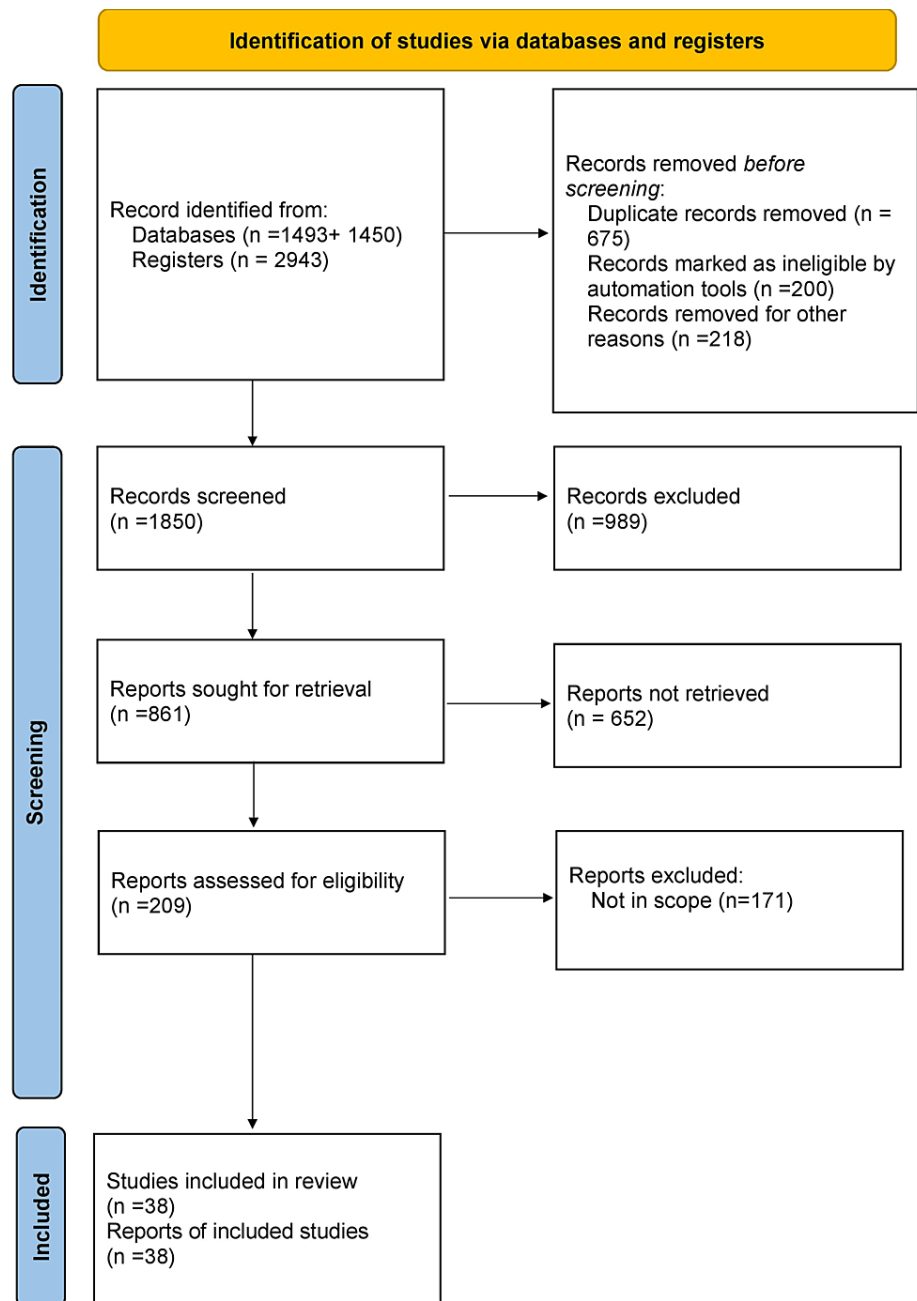 Identification of studies via databases and registers
Identification
Record identified from:
Databases (n =1493+ 1450)
Registers (n = 2943)
Records removed before
screening:
Duplicate records removed (n =
675)
Records marked as ineligible by
automation tools (n =200)
Records removed for other
reasons (n =218)
Screening
Records screened
(n =1850)
Records excluded
(n =989)
Reports sought for retrieval
(n =861)
Reports not retrieved
(n = 652)
Reports assessed for eligibility
(n =209)
Reports excluded:
Not in scope (n=171)
Included
Studies included in review
(n =38)
Reports of included studies
(n =38)